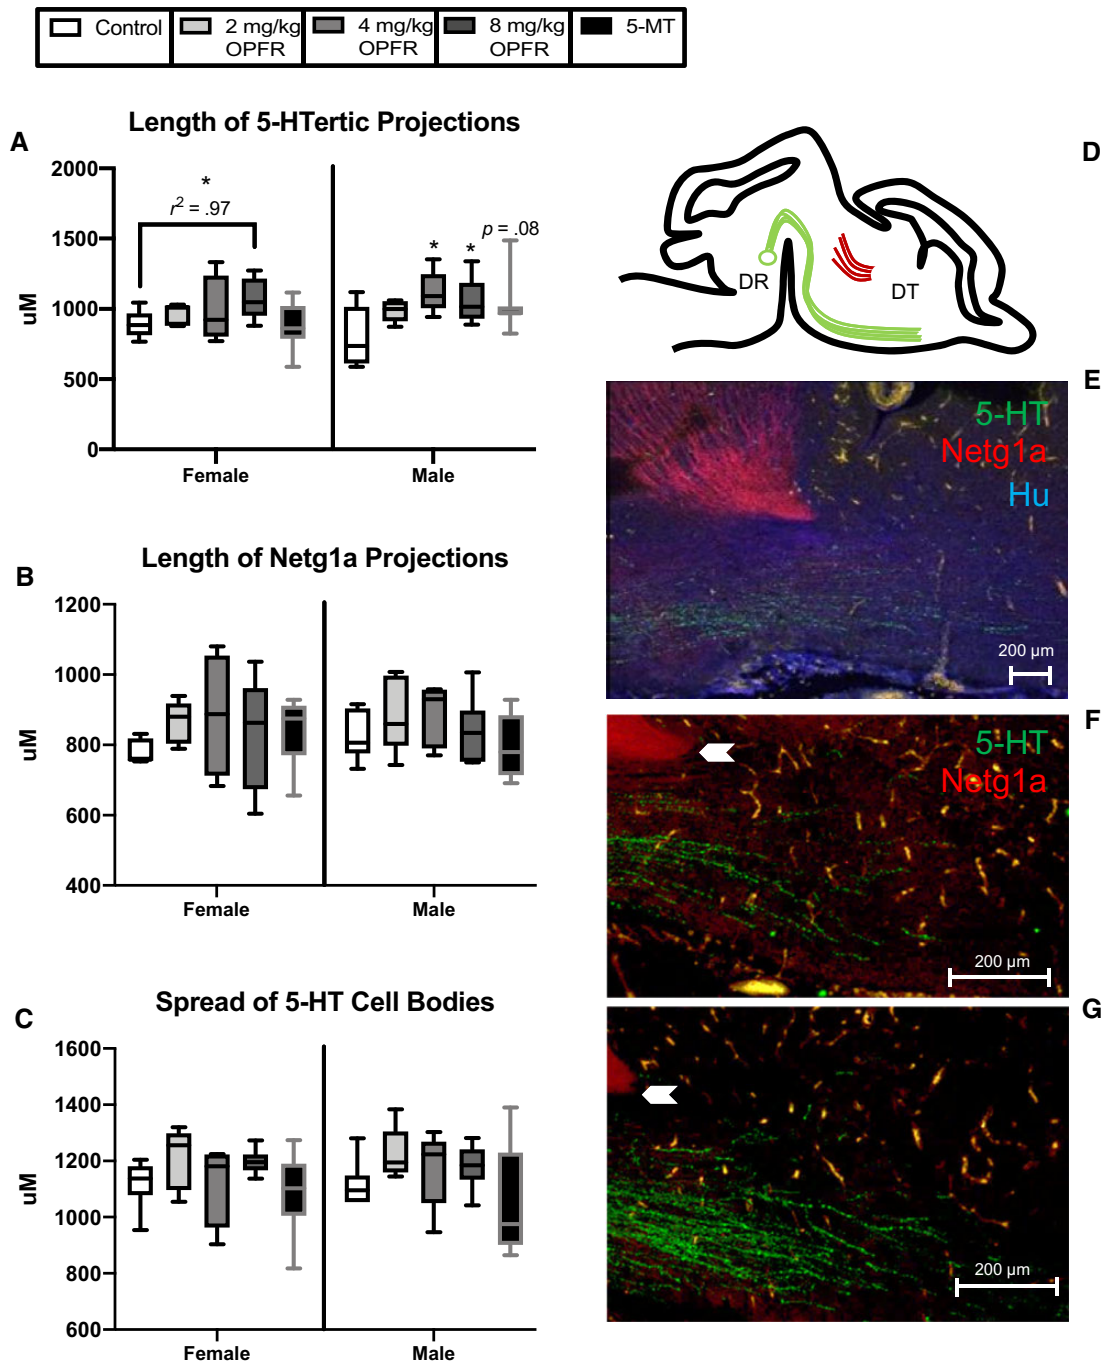 Control
2 mg/kg
OPFR
4 mg/kg
OPFR
8 mg/kg
OPFR
5-MT
A
Length of 5-HTertic Projections
uM
2000
1500
1000
500
0
*
r² = .97
*
*
p = .08
Female
Male
B
Length of Netg1a Projections
uM
1200
1000
800
600
400
Female
Male
C
Spread of 5-HT Cell Bodies
uM
1600
1400
1200
1000
800
600
Female
Male
D
DR
DT
E
5-HT
Netg1a
Hu
200 µm
F
5-HT
Netg1a
200 µm
G
200 µm